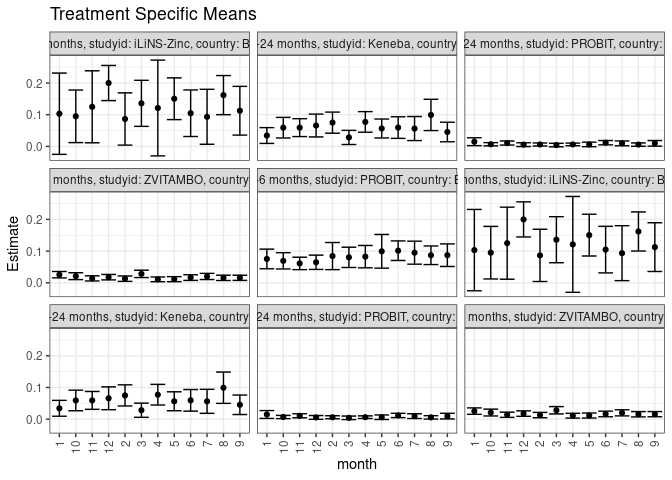 Treatment Specific Means
months, studyid: iLiNS-Zinc, country: B
-24 months, studyid: Keneba, country
24 months, studyid: PROBIT, country:
0.2
0.1
0.0
months, studyid: ZVITAMBO, country
-6 months, studyid: PROBIT, country: B
months, studyid: iLiNS-Zinc, country: B
0.2
0.1
0.0
Estimate
-24 months, studyid: Keneba, country
24 months, studyid: PROBIT, country:
months, studyid: ZVITAMBO, country
0.2
0.1
0.0
1 10 11 12 2 3 4 5 6 7 8 9
1 10 11 12 2 3 4 5 6 7 8 9
1 10 11 12 2 3 4 5 6 7 8 9
month